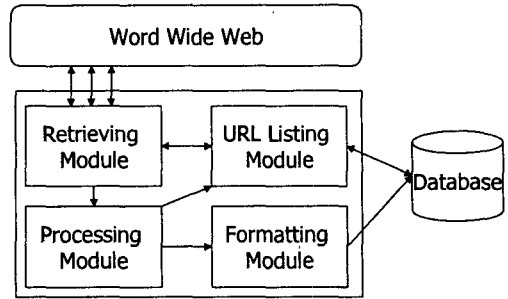 Word Wide Web
Retrieving
Module
URL Listing
Module
Database
Processing
Module
Formatting
Module